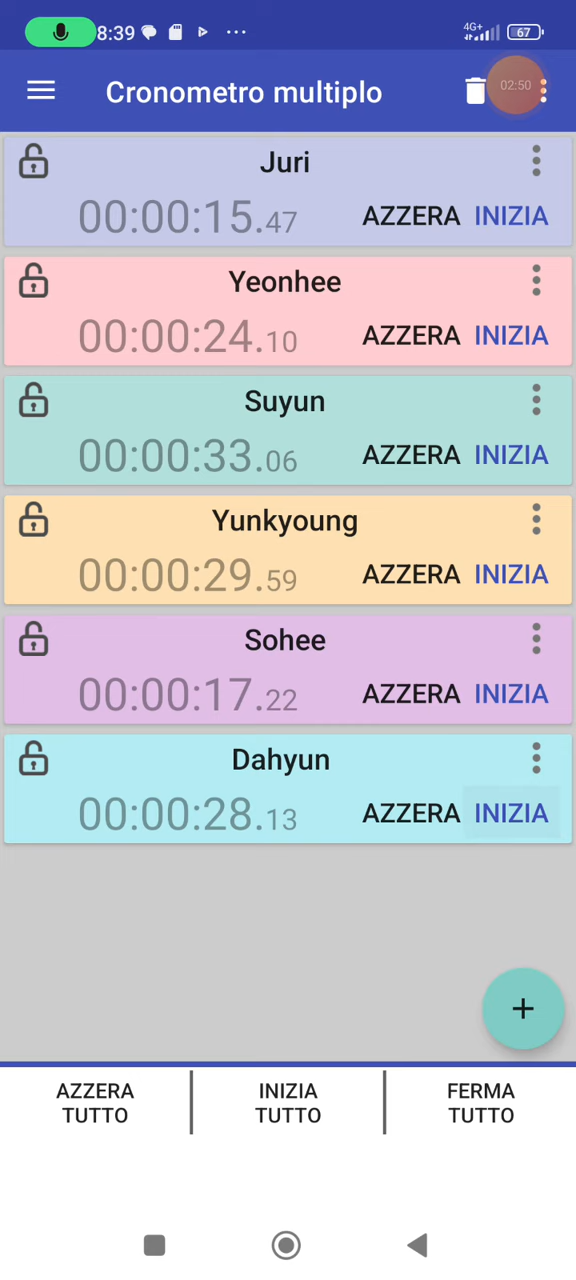 8:39
4G+
67
Cronometro multiplo
02:50
Juri
00:00:15.47 AZZERA INIZIA
Yeonhee
00:00:24.10 AZZERA INIZIA
Suyun
00:00:33.06 AZZERA INIZIA
Yunkyoung
00:00:29.59 AZZERA INIZIA
Sohee
00:00:17.22 AZZERA INIZIA
Dahyun
00:00:28.13 AZZERA INIZIA
+
AZZERA
TUTTO
INIZIA
TUTTO
FERMA
TUTTO